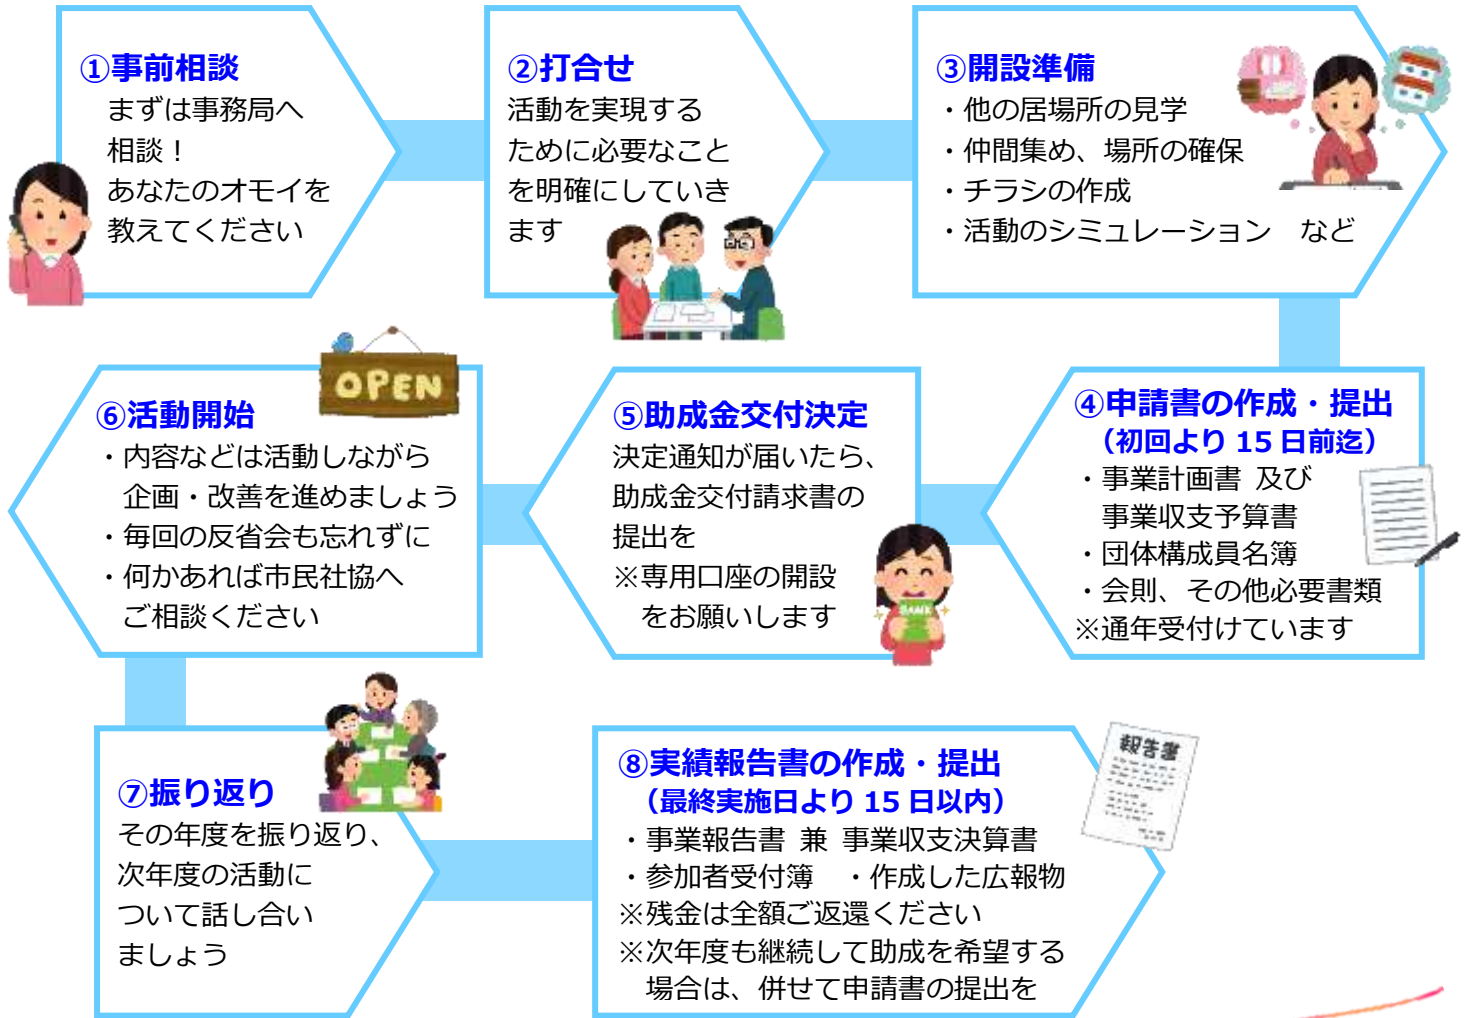 ①事前相談
まずは事務局へ
相談！
あなたのオモイを
教えてください
②打合せ
活動を実現する
ために必要なこと
を明確にしていき
ます
③開設準備
・他の居場所の見学
・仲間集め、場所の確保
・チラシの作成
・活動のシミュレーション　など
④申請書の作成・提出
（初回より 15 日前迄）
・事業計画書 及び
事業収支予算書
・団体構成員名簿
・会則、その他必要書類
※通年受付けています
⑤助成金交付決定
決定通知が届いたら、
助成金交付請求書の
提出を
※専用口座の開設
をお願いします
BANK
OPEN
⑥活動開始
・内容などは活動しながら
企画・改善を進めましょう
・毎回の反省会も忘れずに
・何かあれば市民社協へ
ご相談ください
⑦振り返り
その年度を振り返り、
次年度の活動に
ついて話し合い
ましょう
⑧実績報告書の作成・提出
（最終実施日より 15 日以内）
・事業報告書 兼 事業収支決算書
・参加者受付簿　・作成した広報物
※残金は全額ご返還ください
※次年度も継続して助成を希望する
場合は、併せて申請書の提出を
報告書